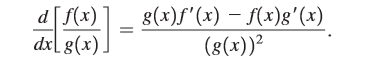 d/dx [f(x)/g(x)] = (g(x)f'(x) − f(x)g'(x))/(g(x))².